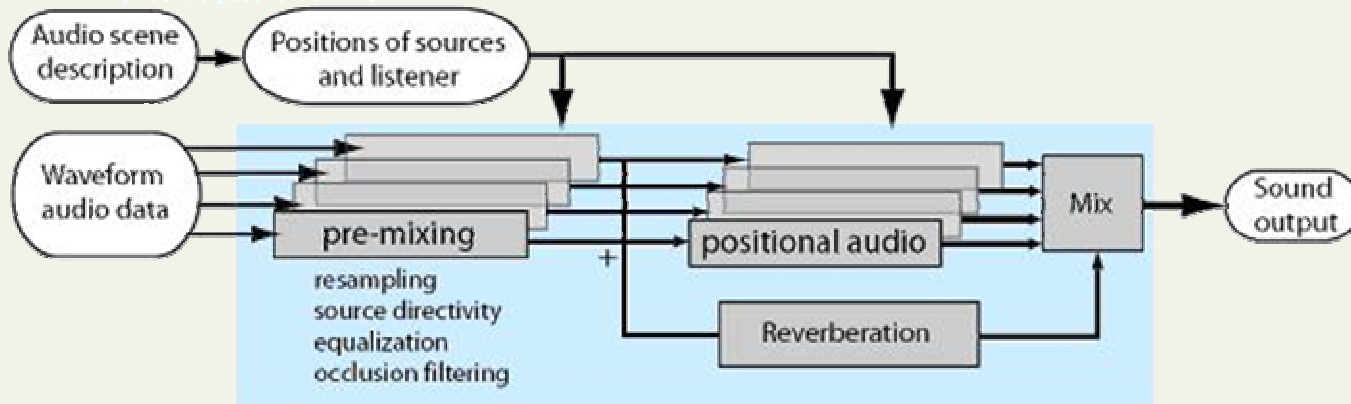 Audio scene
description
Positions of sources
and listener
Waveform
audio data
pre-mixing
resampling
source directivity
equalization
occlusion filtering
+
positional audio
Reverberation
Mix
Sound
output